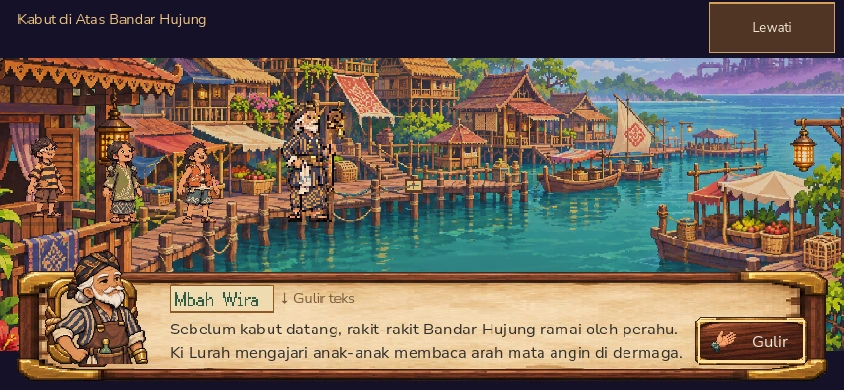 Kabut di Atas Bandar Hujung
Lewati
Mbah Wira
↓ Gulir teks
Sebelum kabut datang, rakit-rakit Bandar Hujung ramai oleh perahu.
Ki Lurah mengajari anak-anak membaca arah mata angin di dermaga.
Gulir